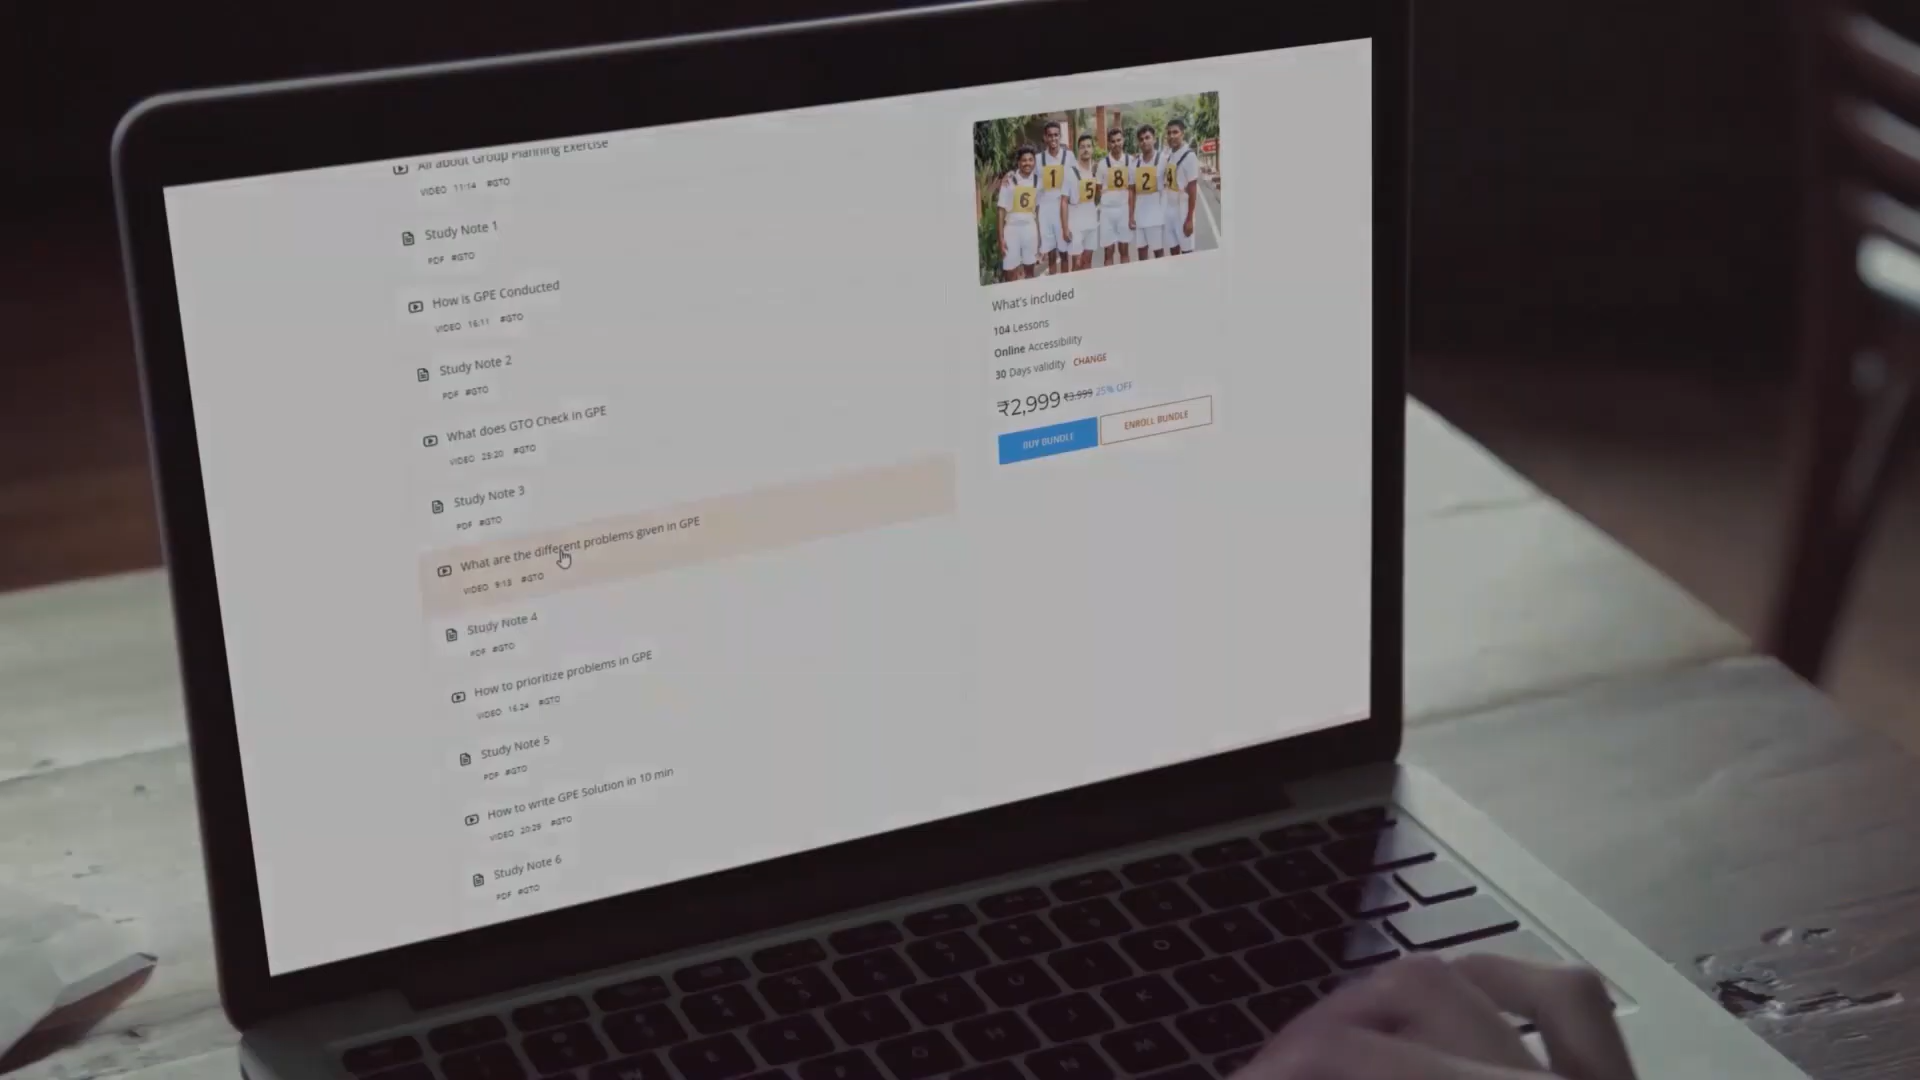 All about Group Planning Exercise
VIDEO 11:14 #GTO
Study Note 1
PDF #GTO
How is GPE Conducted
VIDEO 16:11 #GTO
Study Note 2
PDF #GTO
What does GTO Check in GPE
VIDEO 25:20 #GTO
Study Note 3
PDF #GTO
What are the different problems given in GPE
VIDEO 9:13 #GTO
Study Note 4
PDF #GTO
How to prioritize problems in GPE
VIDEO 16:24 #GTO
Study Note 5
PDF #GTO
How to write GPE Solution in 10 min
VIDEO 20:25 #GTO
Study Note 6
PDF #GTO
6 1 5 8 2 4
What's included
104 Lessons
Online Accessibility
30 Days validity CHANGE
₹2,999 ₹3,999 25% OFF
BUY BUNDLE ENROLL BUNDLE